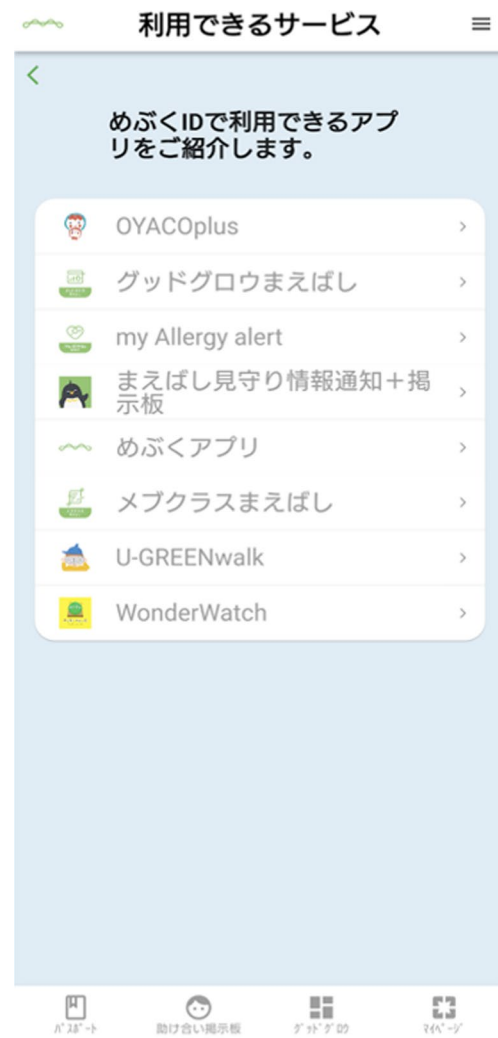 利用できるサービス
めぶくIDで利用できるアプ
リをご紹介します。
OYACOplus
グッドグロウまえばし
my Allergy alert
まえばし見守り情報通知＋掲
示板
めぶくアプリ
メブクラスまえばし
U-GREENwalk
WonderWatch
ﾊﾟｽﾎﾟｰﾄ
助け合い掲示板
ｸﾞｯﾄﾞｸﾞﾛｳ
ﾏｲﾍﾟｰｼﾞ